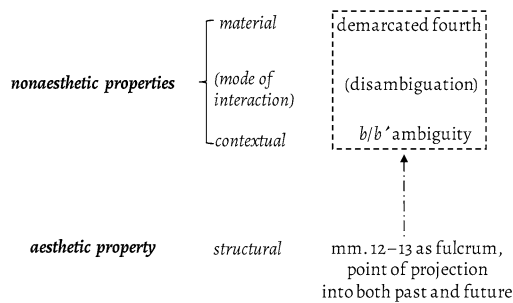 material demarcated fourth
nonaesthetic properties (mode of interaction) (disambiguation)
contextual b/b´ ambiguity
aesthetic property structural mm. 12–13 as fulcrum,
point of projection
into both past and future